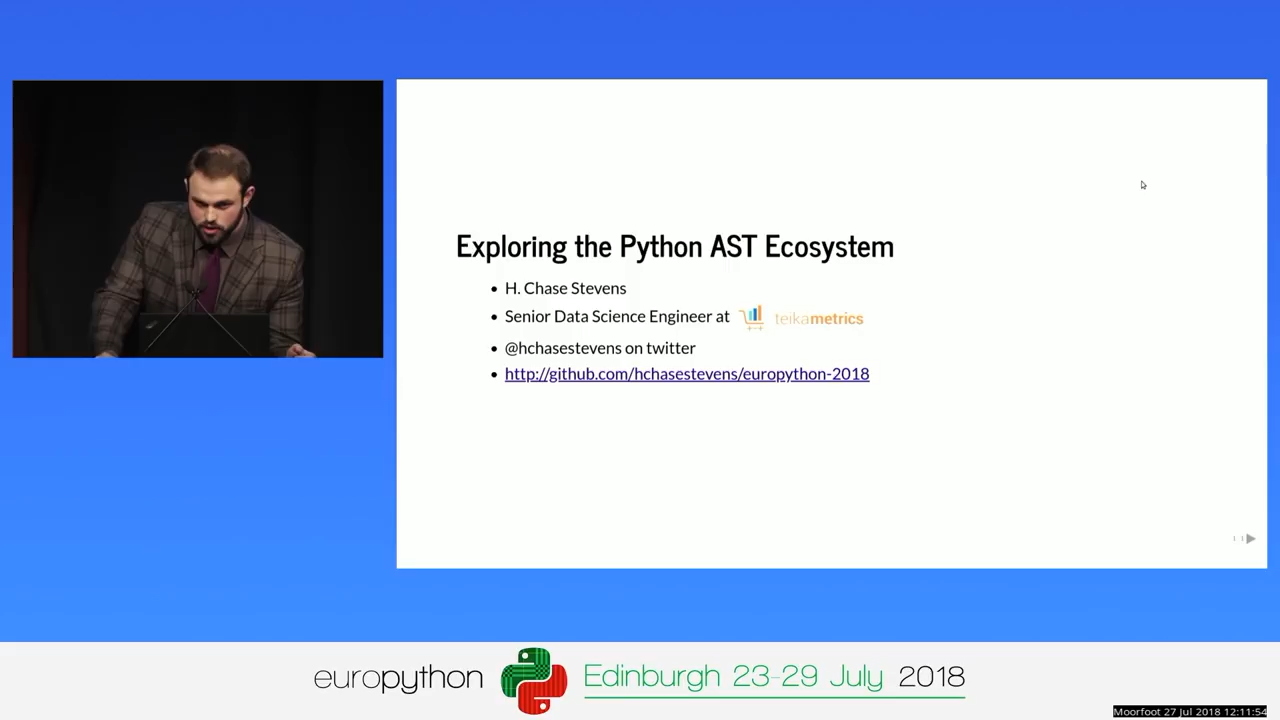 Exploring the Python AST Ecosystem
H. Chase Stevens
Senior Data Science Engineer at teikametrics
@hchasestevens on twitter
http://github.com/hchasestevens/europython-2018
europython Edinburgh 23-29 July 2018
Moorfoot 27 Jul 2018 12:11:54